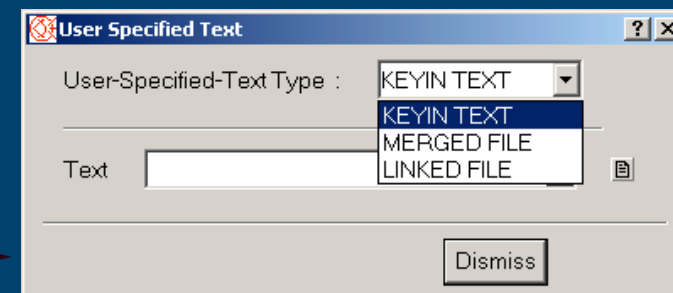 User Specified Text
User-Specified-Text Type : KEYIN TEXT
KEYIN TEXT
MERGED FILE
LINKED FILE
Text
Dismiss